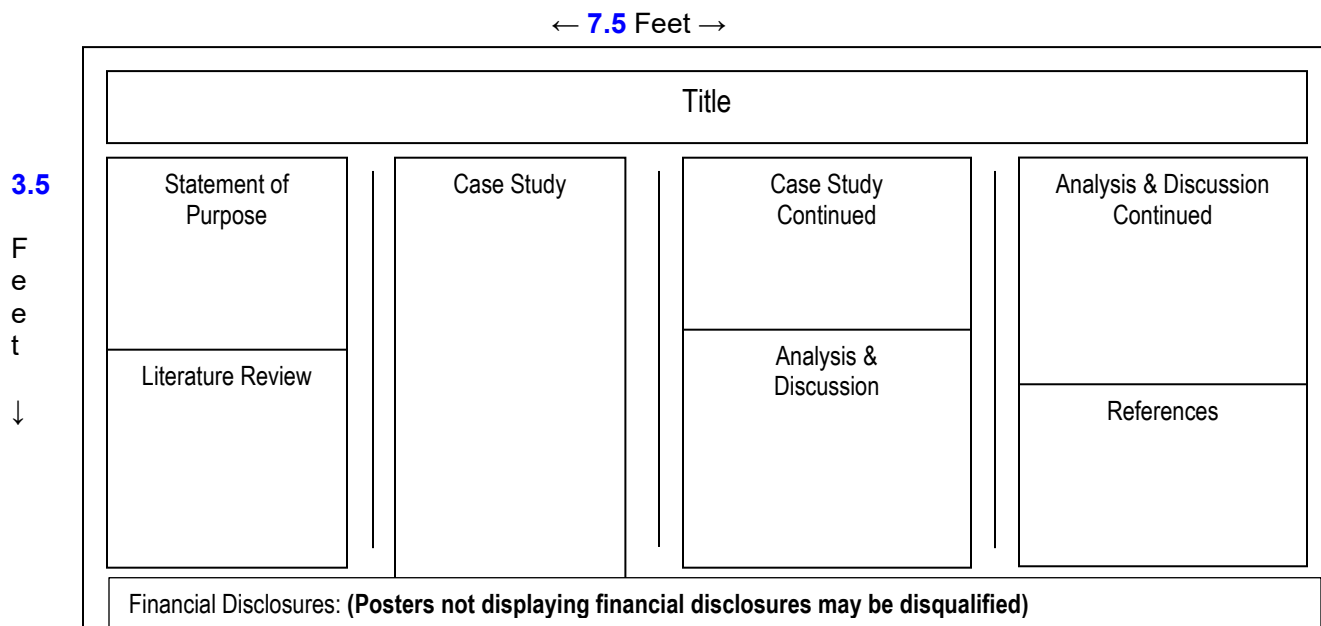 ← 7.5 Feet →
Title
3.5
F
e
e
t
↓
Statement of
Purpose
Literature Review
Case Study
Case Study
Continued
Analysis &
Discussion
Analysis & Discussion
Continued
References
Financial Disclosures: (Posters not displaying financial disclosures may be disqualified)